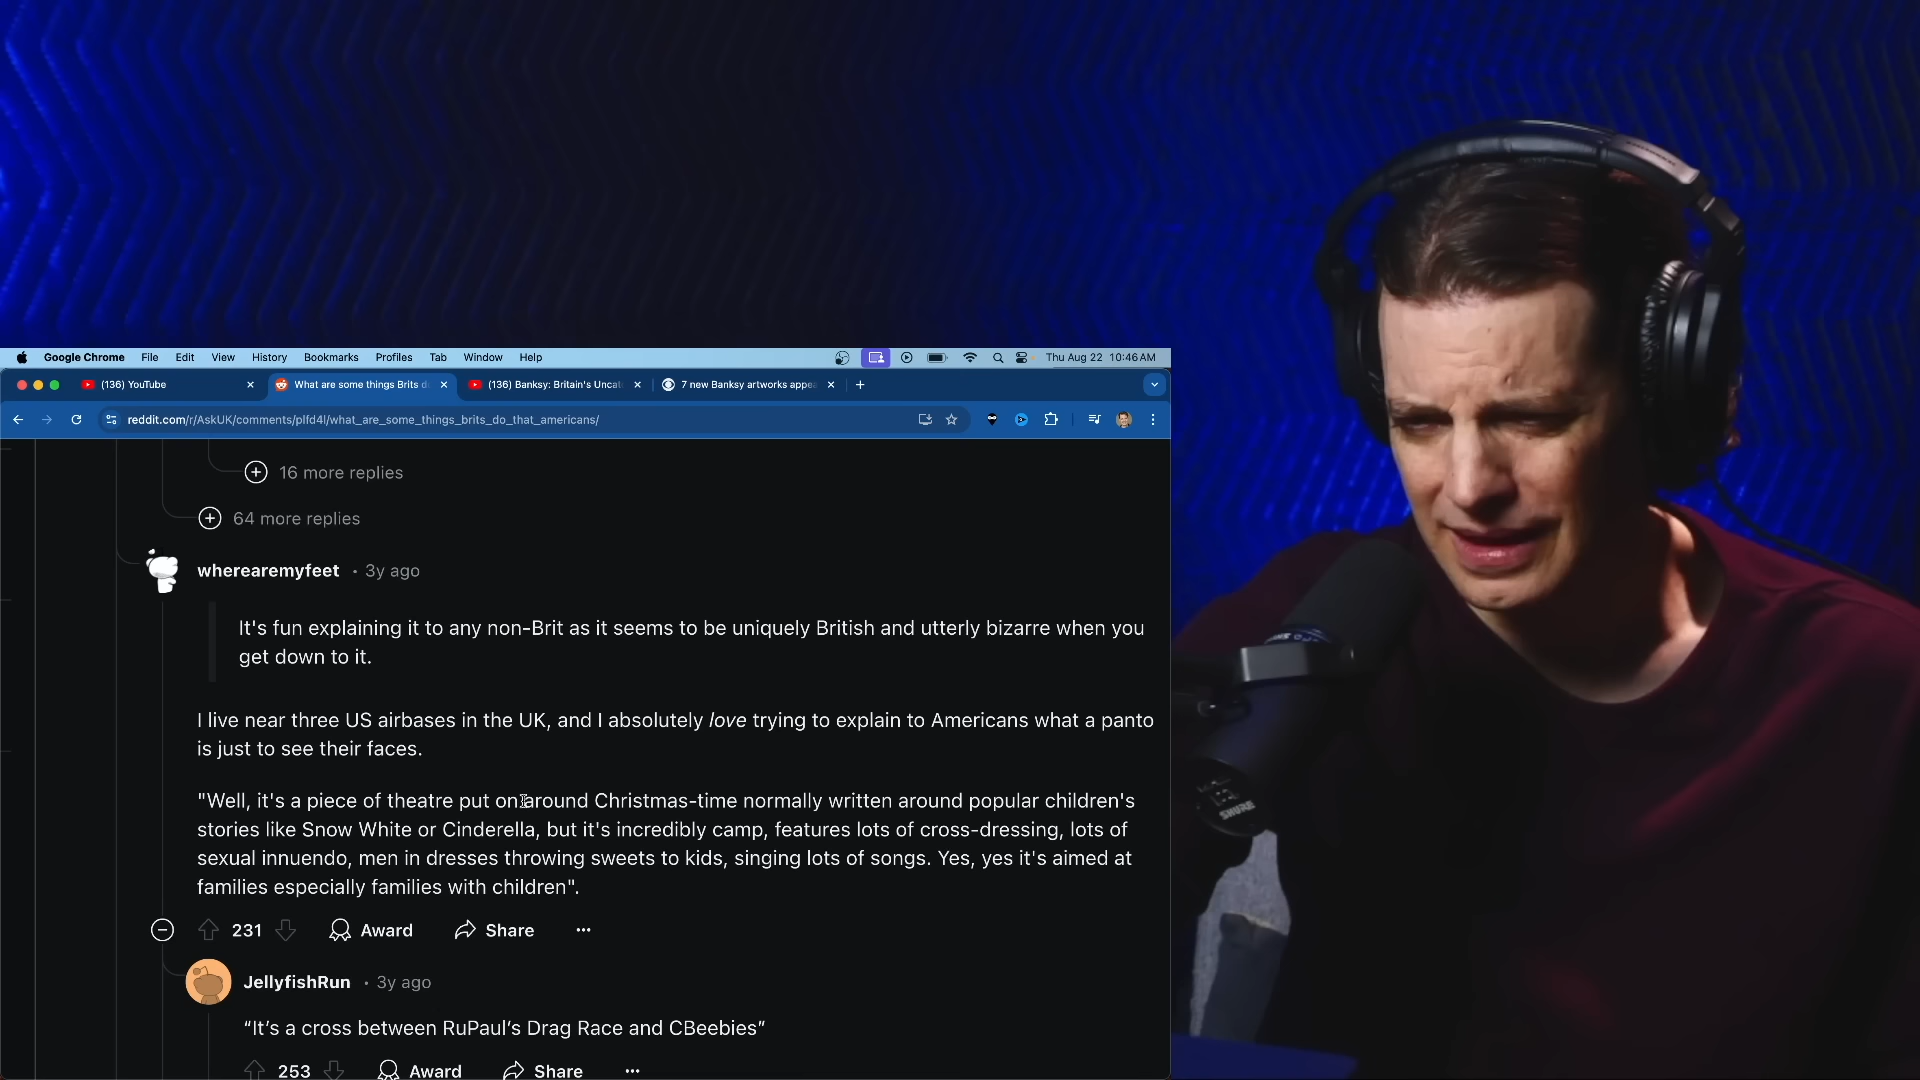 Google Chrome File Edit View History Bookmarks Profiles Tab Window Help Thu Aug 22 10:46 AM
(136) YouTube What are some things Brits d (136) Banksy: Britain's Uncat 7 new Banksy artworks appea
reddit.com/r/AskUK/comments/plfd4l/what_are_some_things_brits_do_that_americans/
16 more replies
64 more replies
wherearemyfeet • 3y ago
It's fun explaining it to any non-Brit as it seems to be uniquely British and utterly bizarre when you
get down to it.
I live near three US airbases in the UK, and I absolutely love trying to explain to Americans what a panto
is just to see their faces.
"Well, it's a piece of theatre put on around Christmas-time normally written around popular children's
stories like Snow White or Cinderella, but it's incredibly camp, features lots of cross-dressing, lots of
sexual innuendo, men in dresses throwing sweets to kids, singing lots of songs. Yes, yes it's aimed at
families especially families with children".
231 Award Share
JellyfishRun • 3y ago
“It’s a cross between RuPaul’s Drag Race and CBeebies”
253 Award Share
SHURE